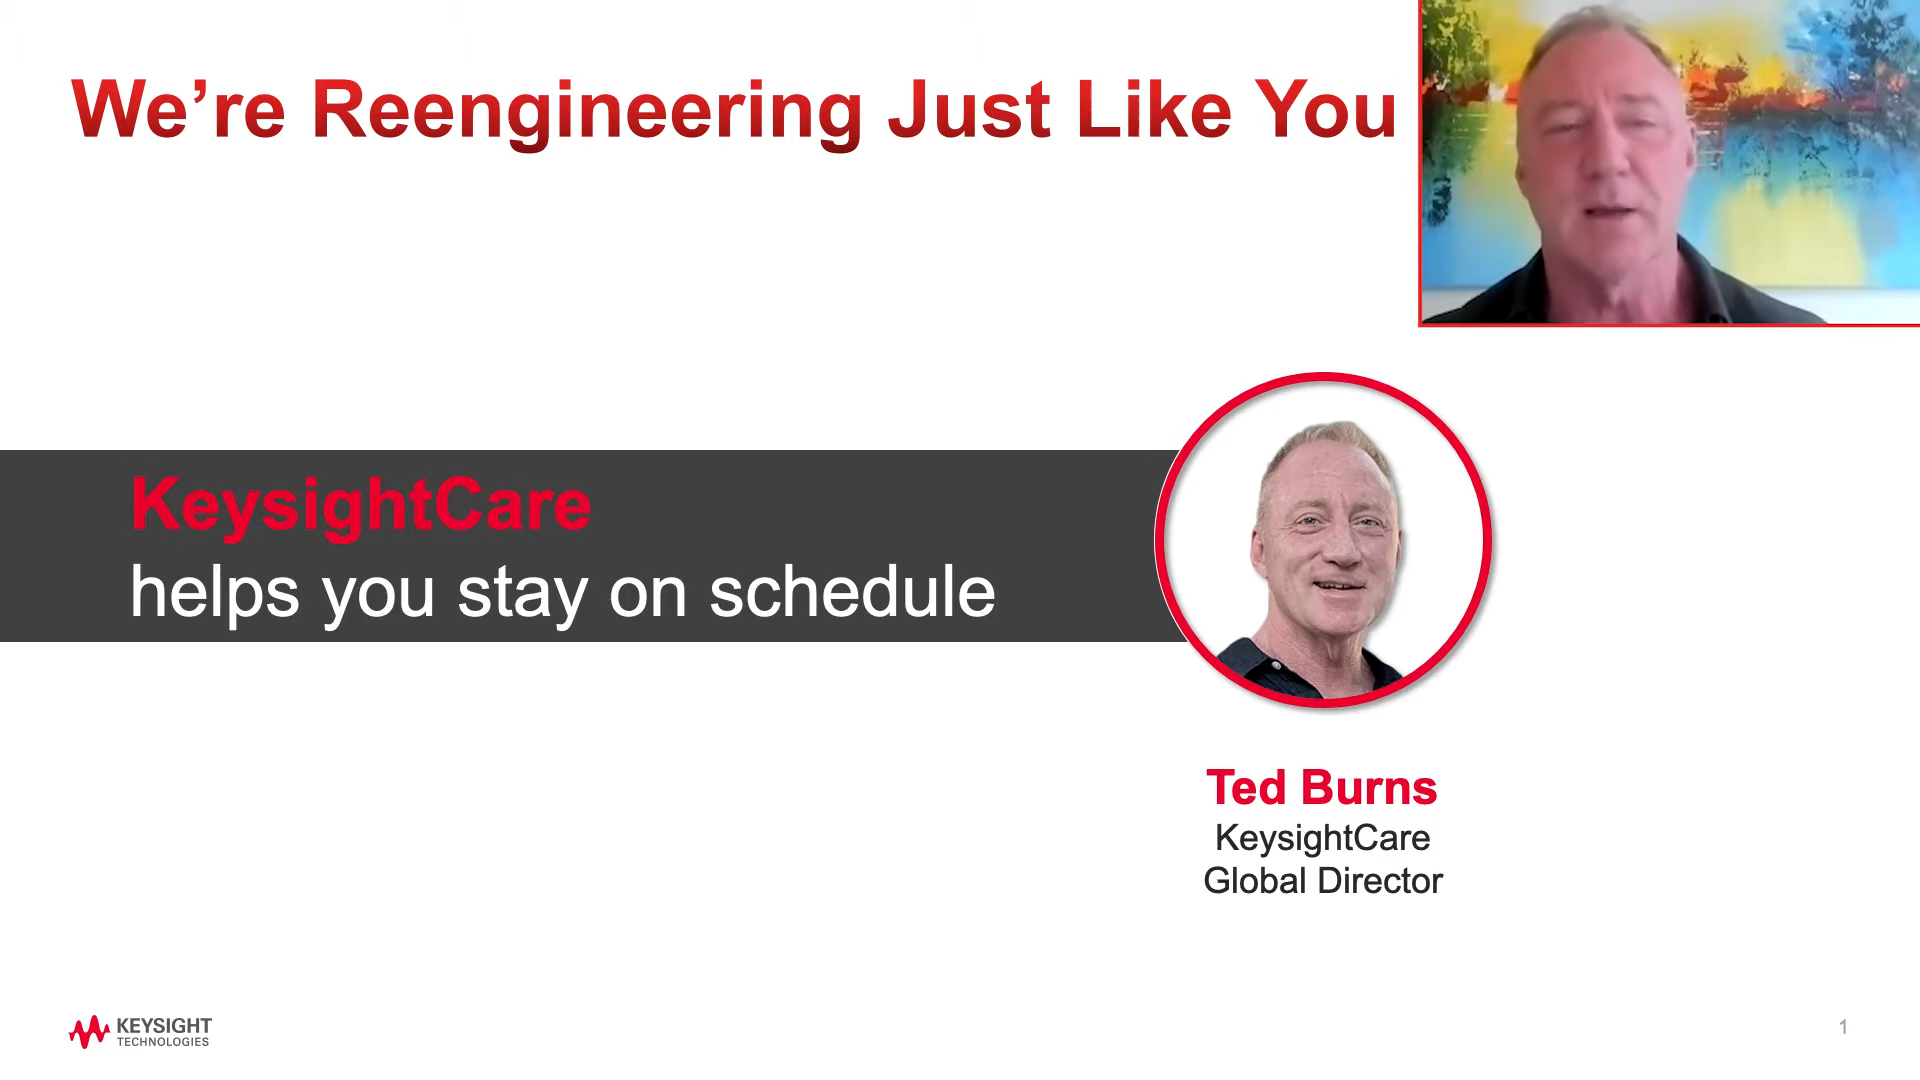 We’re Reengineering Just Like You
KeysightCare
helps you stay on schedule
Ted Burns
KeysightCare
Global Director
KEYSIGHT
TECHNOLOGIES
1